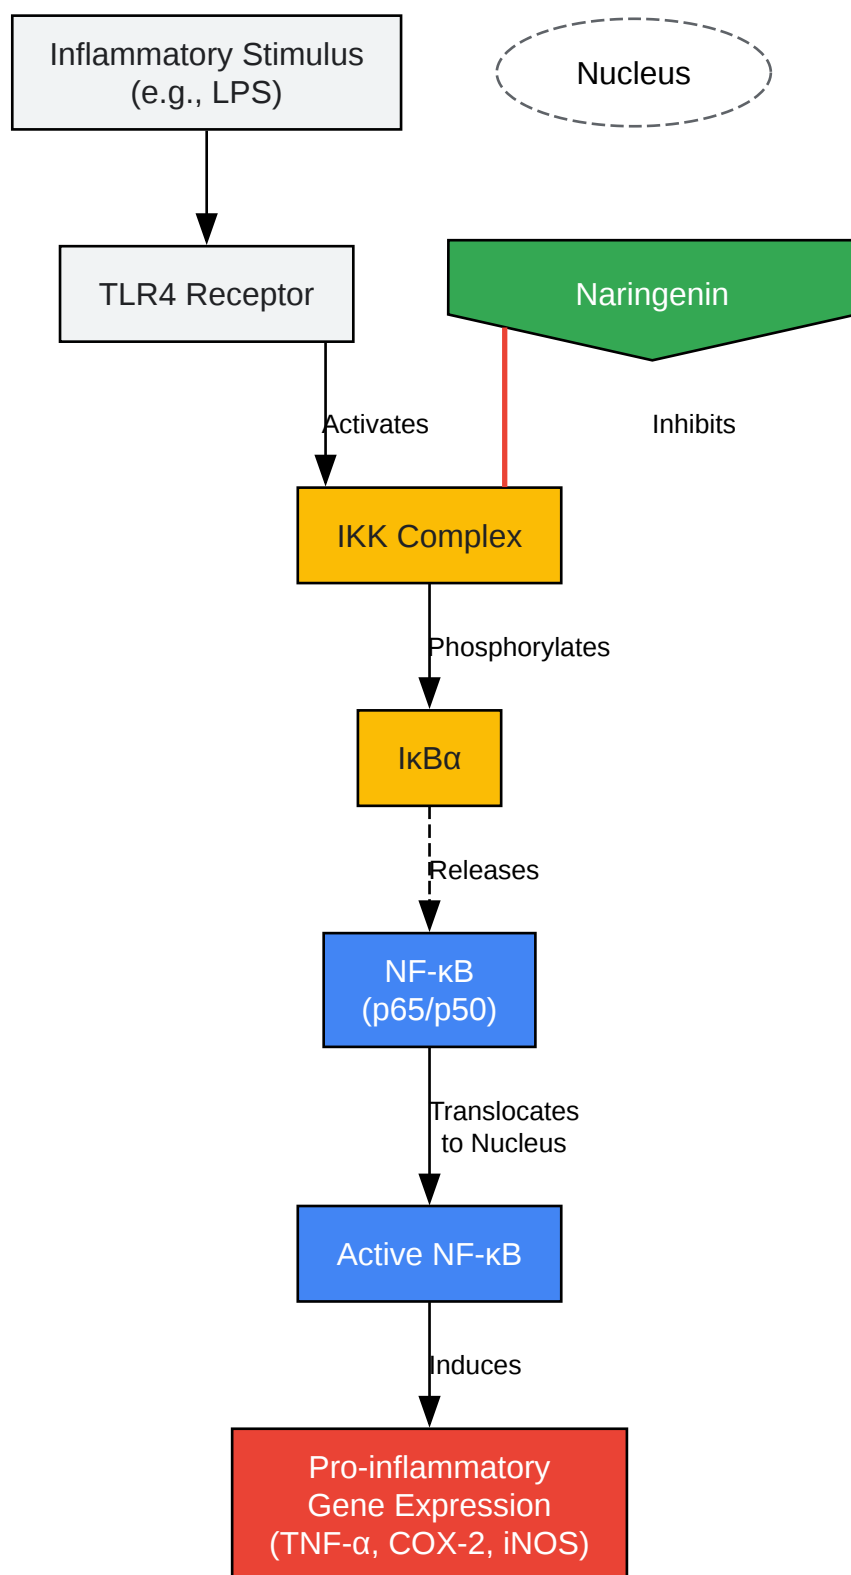 Inflammatory Stimulus
(e.g., LPS)
Nucleus
TLR4 Receptor
Naringenin
Activates
Inhibits
IKK Complex
Phosphorylates
IκBα
Releases
NF-κB
(p65/p50)
Translocates
to Nucleus
Active NF-κB
Induces
Pro-inflammatory
Gene Expression
(TNF-α, COX-2, iNOS)